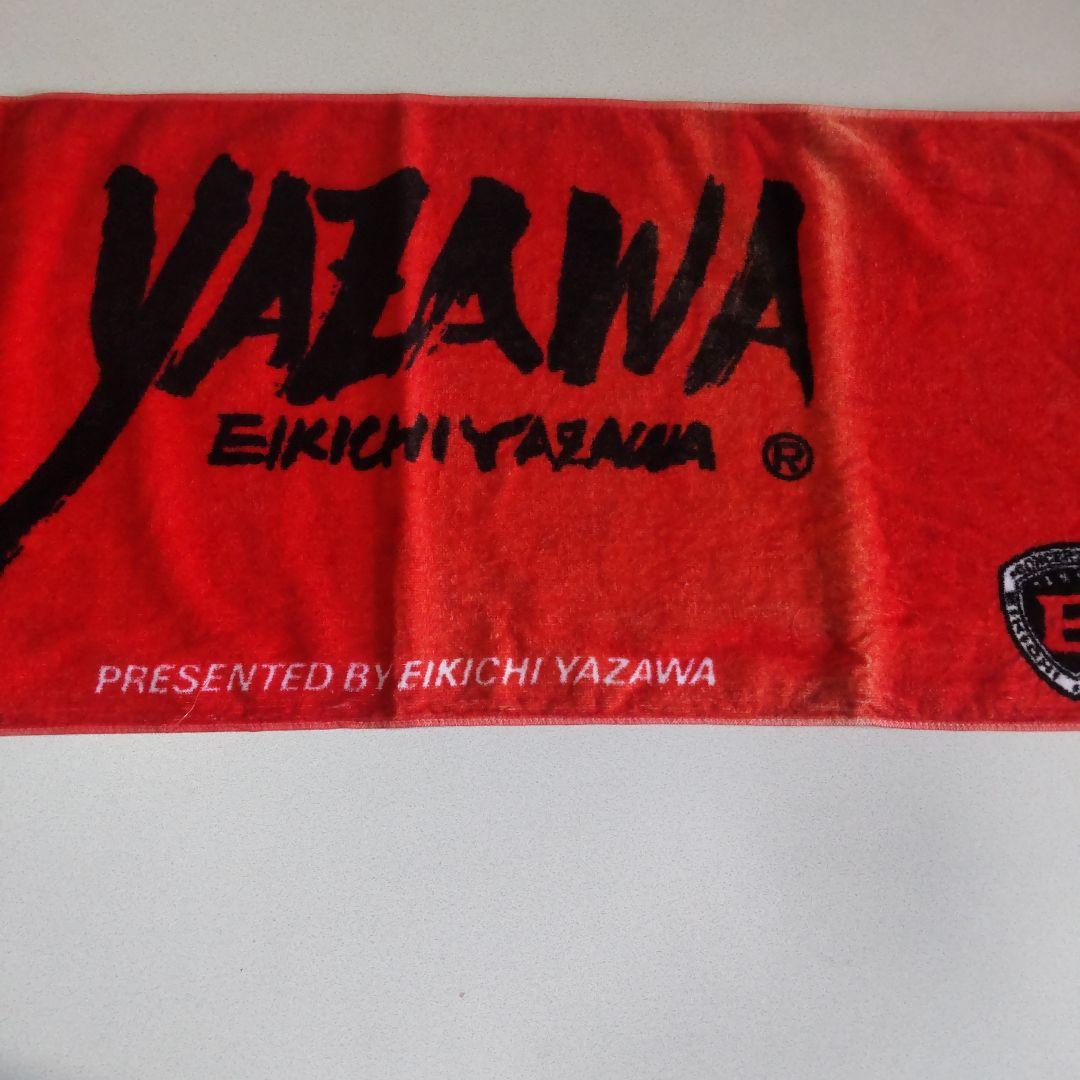 YAZAWA
EIKICHI YAZAWA ®
PRESENTED BY EIKICHI YAZAWA
E